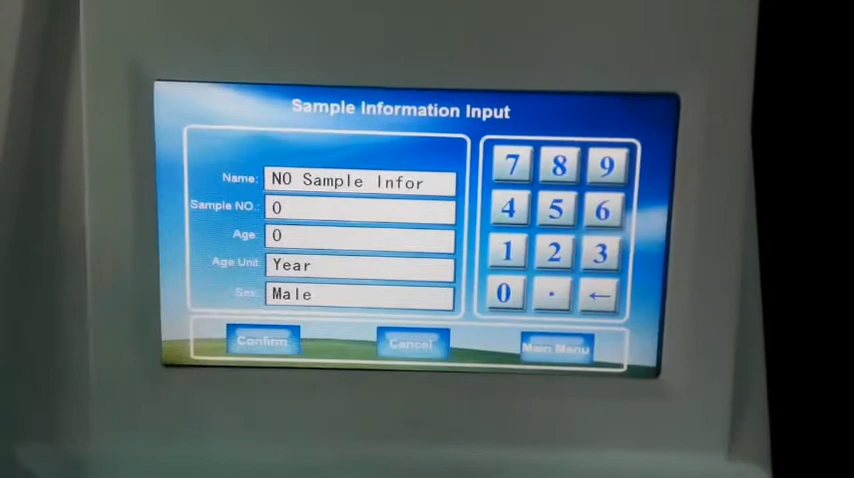 Sample Information Input
Name: NO Sample Infor
Sample NO.: 0
Age: 0
Age Unit: Year
Sex: Male
7 8 9
4 5 6
1 2 3
0 . ←
Confirm Cancel Main Menu